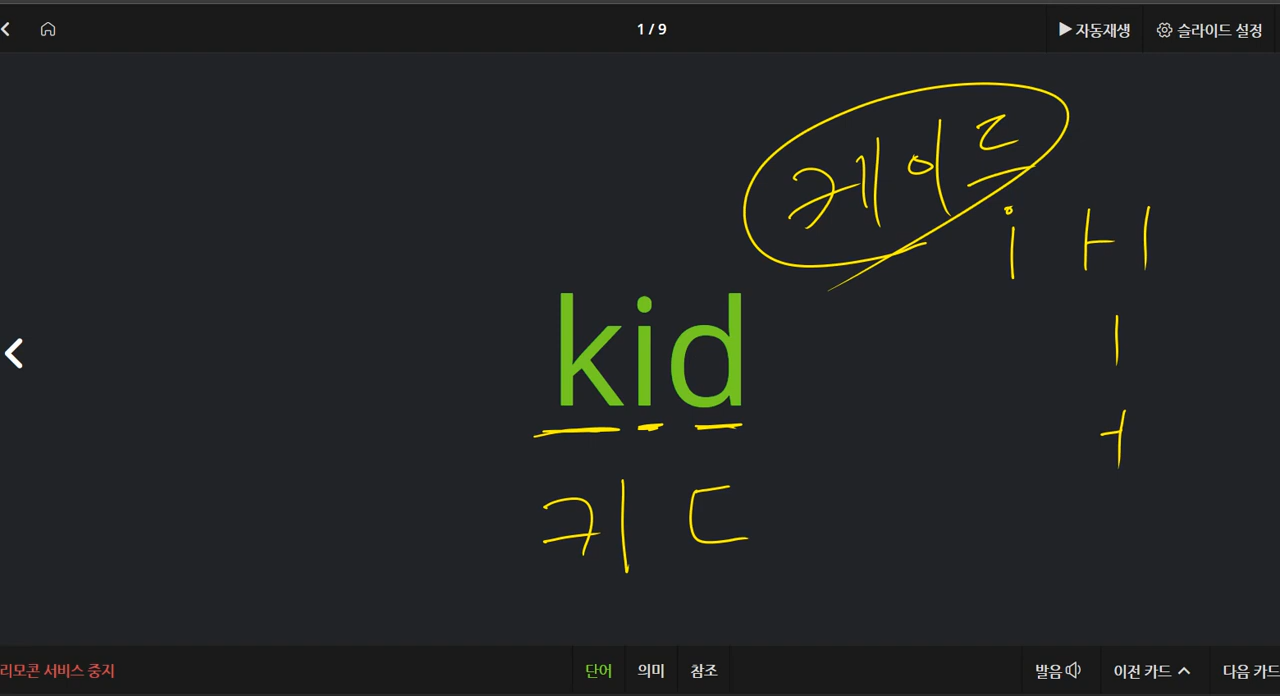 1 / 9
자동재생
슬라이드 설정
케이드
i ㅐ
ㅣ
ㅓ
kid
키 ㄷ
리모콘 서비스 중지
단어
의미
참조
발음
이전 카드
다음 카드